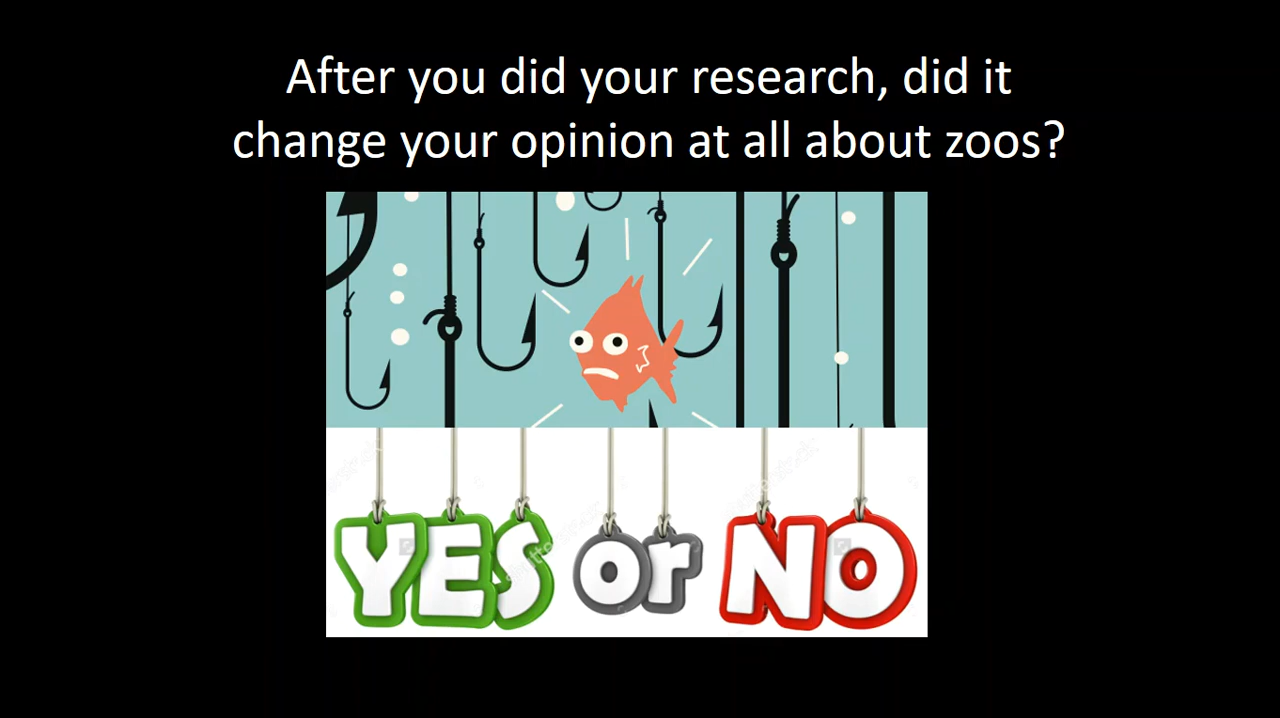 After you did your research, did it
change your opinion at all about zoos?
YES or NO